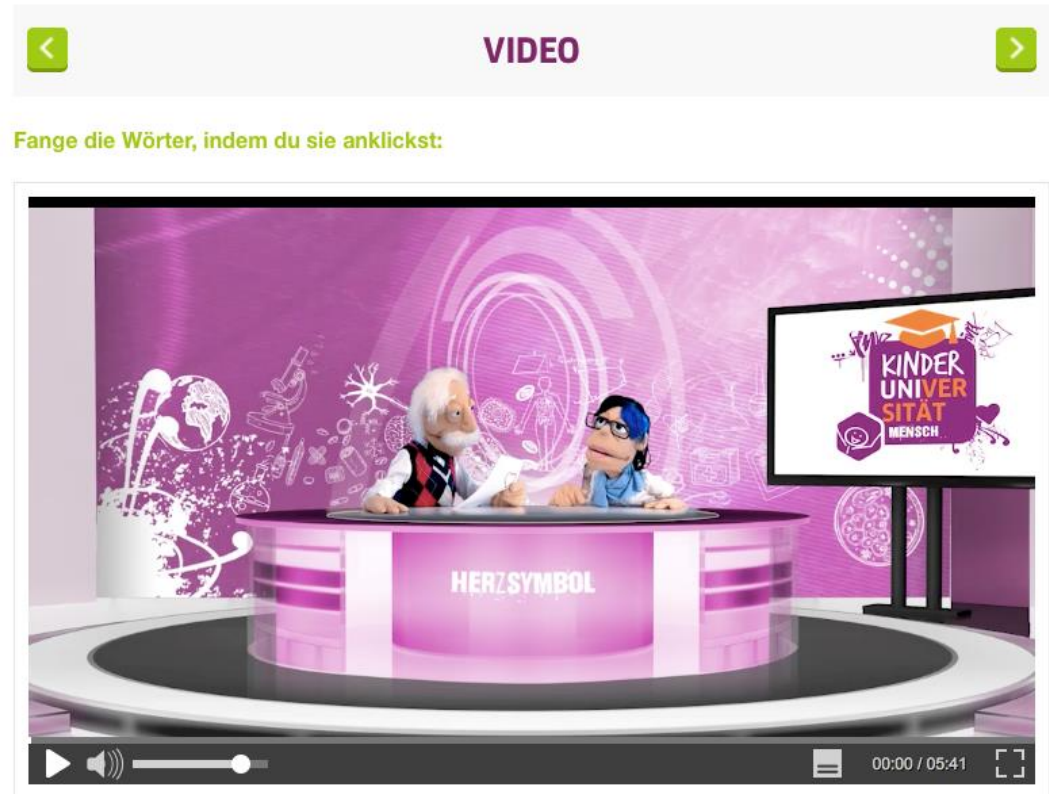 VIDEO
Fange die Wörter, indem du sie anklickst:
KINDER
UNIVER
SITÄT
MENSCH
HERZSYMBOL
00:00 / 05:41